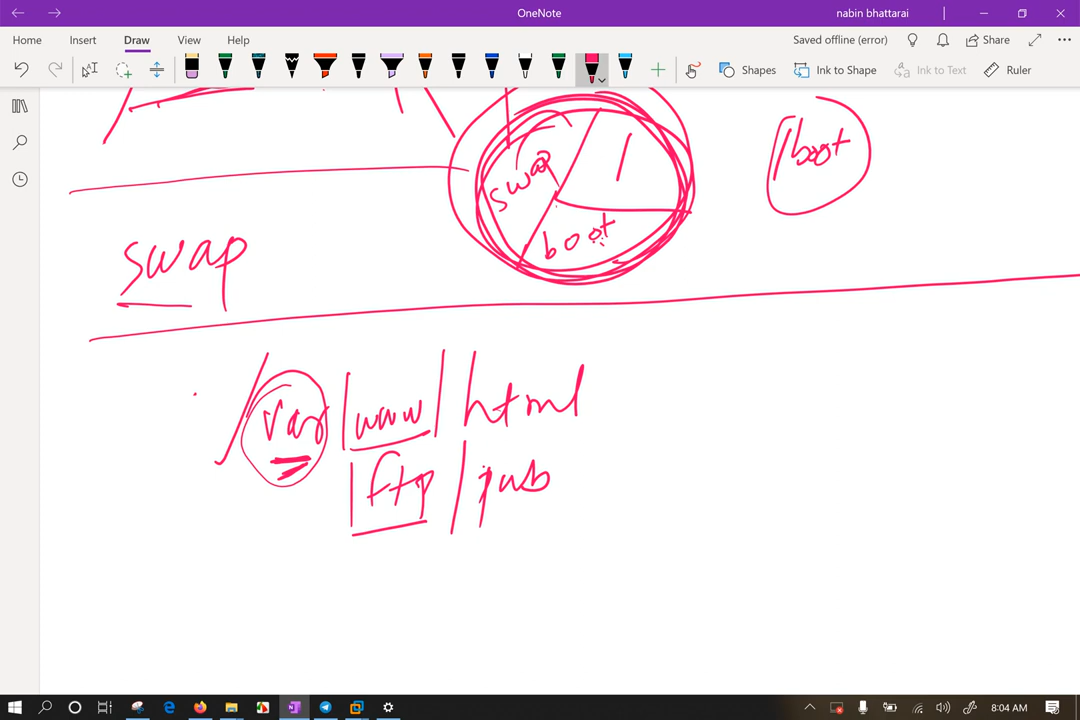 OneNote
nabin bhattarai
Home Insert Draw View Help
Saved offline (error)
Share
Shapes
Ink to Shape
Ink to Text
Ruler
swap
/
boot
/boot
swap
/var/www/html
/ftp/pub
8:04 AM